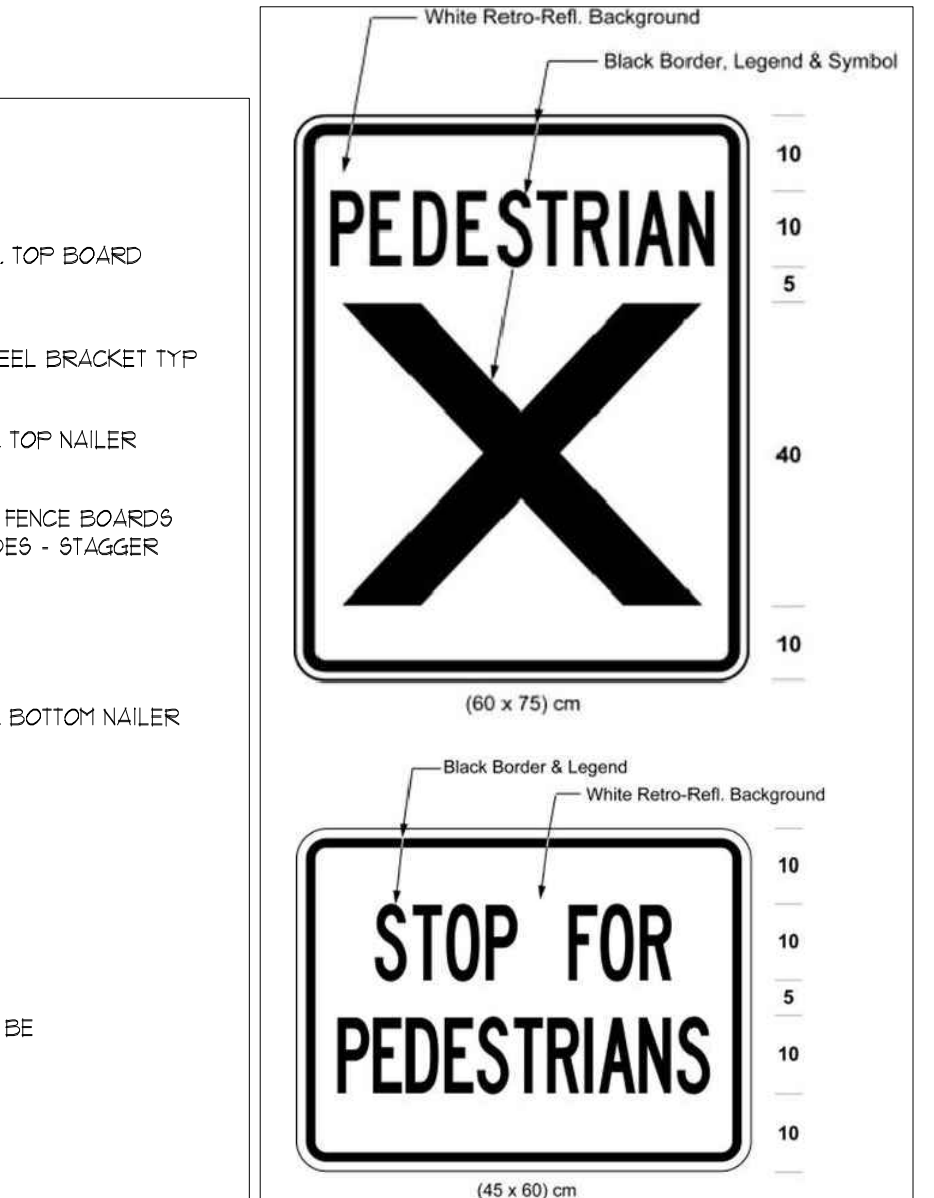 L TOP BOARD
EEL BRACKET TYP
L TOP NAILER
FENCE BOARDS
DES - STAGGER
L BOTTOM NAILER
BE
White Retro-Refl. Background
Black Border, Legend & Symbol
PEDESTRIAN
X
10
10
5
40
10
(60 x 75) cm
Black Border & Legend
White Retro-Refl. Background
STOP FOR
PEDESTRIANS
10
10
5
10
10
(45 x 60) cm